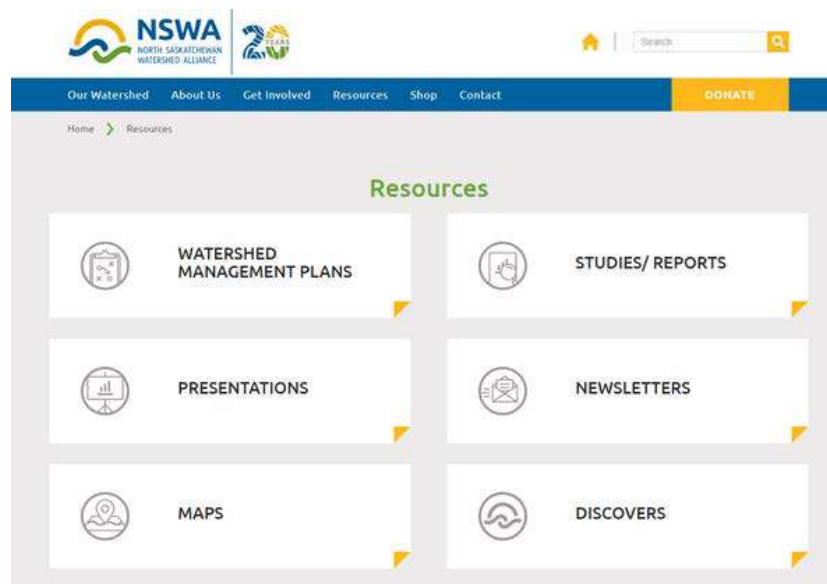 NSWA
NORTH SASKATCHEWAN
WATERSHED ALLIANCE
20
YEARS
Search
Our Watershed About Us Get Involved Resources Shop Contact DONATE
Home Resources
Resources
WATERSHED
MANAGEMENT PLANS
STUDIES/ REPORTS
PRESENTATIONS
NEWSLETTERS
MAPS
DISCOVERS